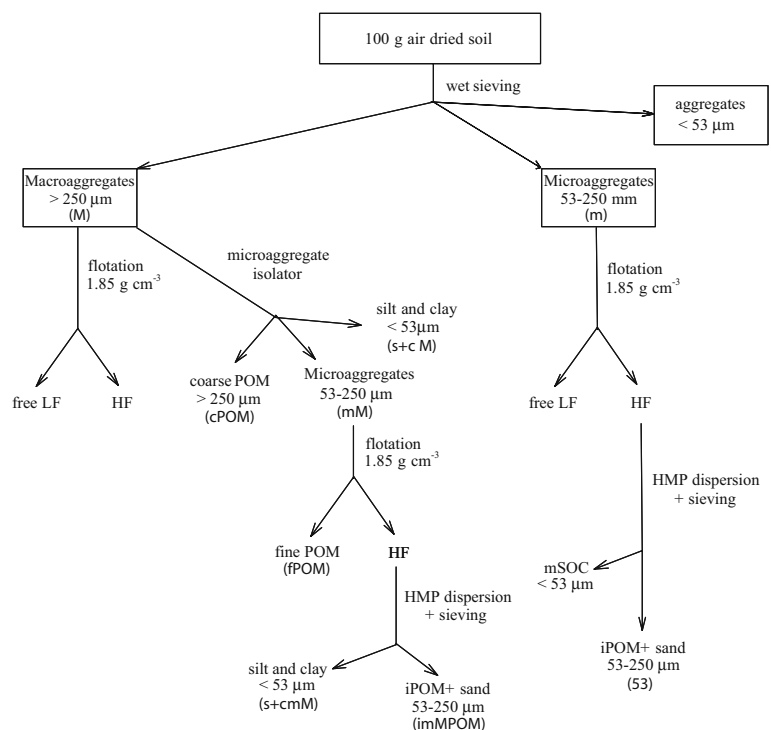 100 g air dried soil
wet sieving
aggregates
< 53 µm
Macroaggregates
> 250 µm
(M)
Microaggregates
53-250 mm
(m)
flotation
1.85 g cm-3
microaggregate
isolator
flotation
1.85 g cm-3
silt and clay
< 53µm
(s+c M)
free LF
HF
coarse POM
> 250 µm
(cPOM)
Microaggregates
53-250 µm
(mM)
free LF
HF
flotation
1.85 g cm-3
HMP dispersion
+ sieving
fine POM
(fPOM)
HF
mSOC
< 53 µm
HMP dispersion
+ sieving
iPOM+ sand
53-250 µm
(53)
silt and clay
< 53 µm
(s+cmM)
iPOM+ sand
53-250 µm
(imMPOM)